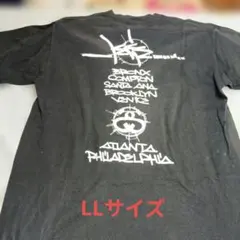 BRONX
COMPTON
SANTA ANA
BROOKLYN
VENICE
ATLANTA
PHILADELPHIA
LLサイズ